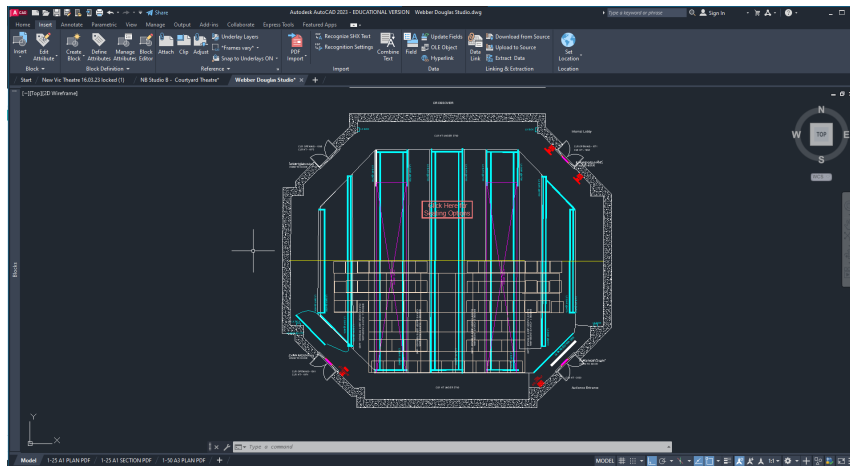 CAD
Share
Autodesk AutoCAD 2023 - EDUCATIONAL VERSION Webber Douglas Studio.dwg
Type a keyword or phrase
Sign In
Home Insert Annotate Parametric View Manage Output Add-ins Collaborate Express Tools Featured Apps
Insert
Edit Attribute
Create Block
Define Attributes
Manage Attributes
Block Editor
Attach
Clip
Adjust
Underlay Layers
*Frames vary*
Snap to Underlays ON
PDF Import
Recognize SHX Text
Recognition Settings
Combine Text
Field
Update Fields
OLE Object
Hyperlink
Data Link
Download from Source
Upload to Source
Extract Data
Set Location
Block
Block Definition
Reference
Import
Data
Linking & Extraction
Location
Start
New Vic Theatre 16.03.23 locked (1)
NB Studio B - Courtyard Theatre*
Webber Douglas Studio*
[-][Top][2D Wireframe]
N
W TOP E
S
WCS
Click Here for
Seating Options
Blocks
Y
X
Type a command
Model 1-25 A1 PLAN PDF 1-25 A1 SECTION PDF 1-50 A3 PLAN PDF
MODEL
1:1